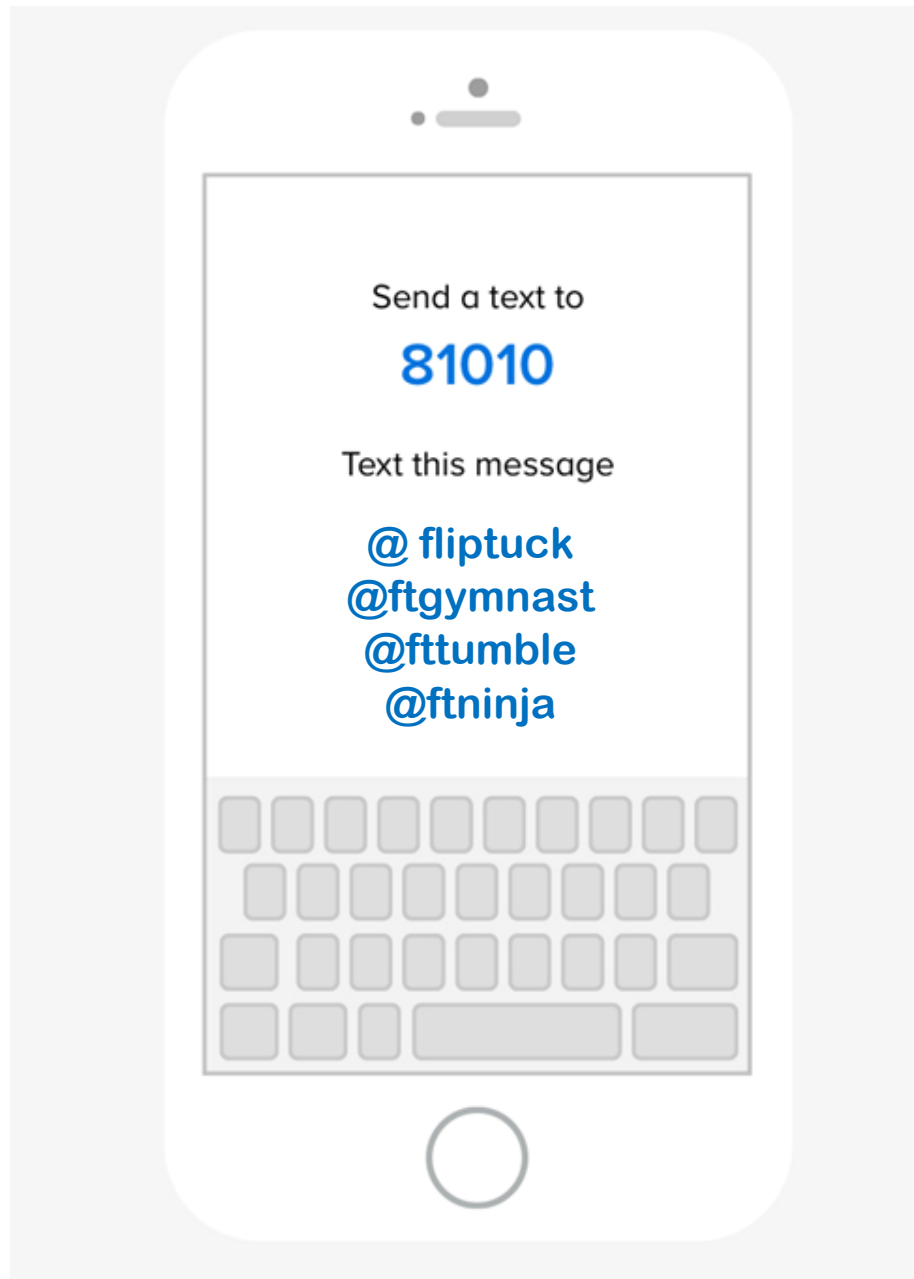 Send a text to
81010
Text this message
@ fliptuck
@ftgymnast
@fttumble
@ftninja